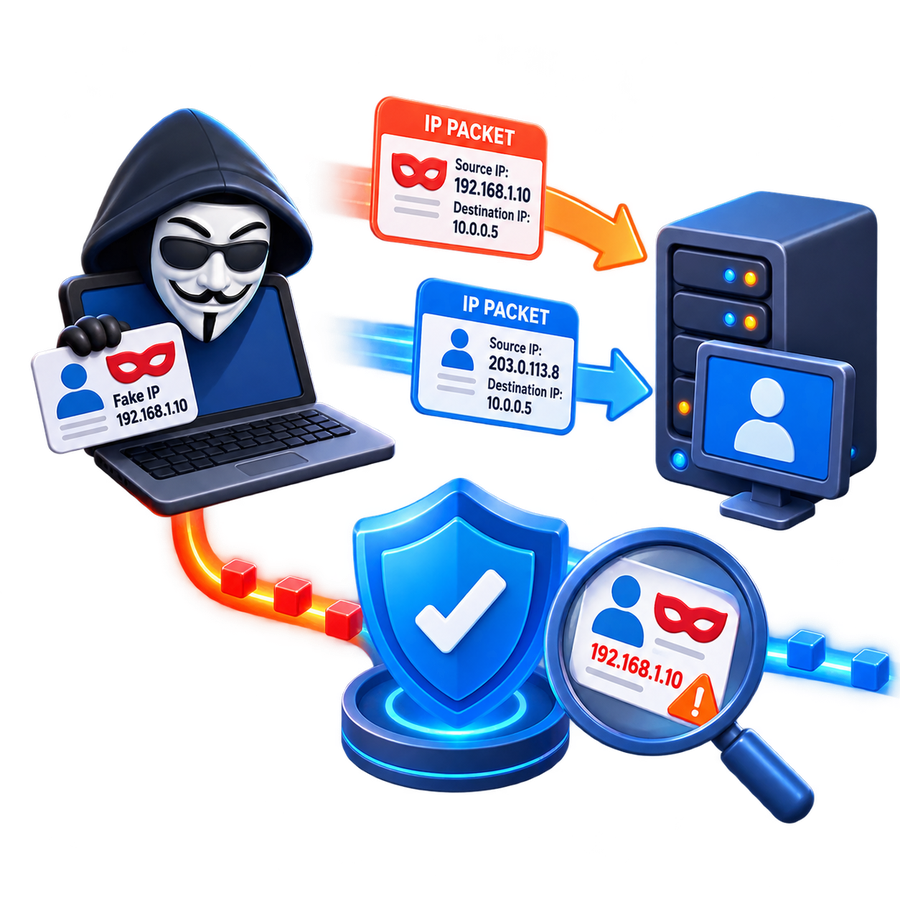 IP PACKET
Source IP:
192.168.1.10
Destination IP:
10.0.0.5
IP PACKET
Source IP:
203.0.113.8
Destination IP:
10.0.0.5
Fake IP
192.168.1.10
192.168.1.10
!